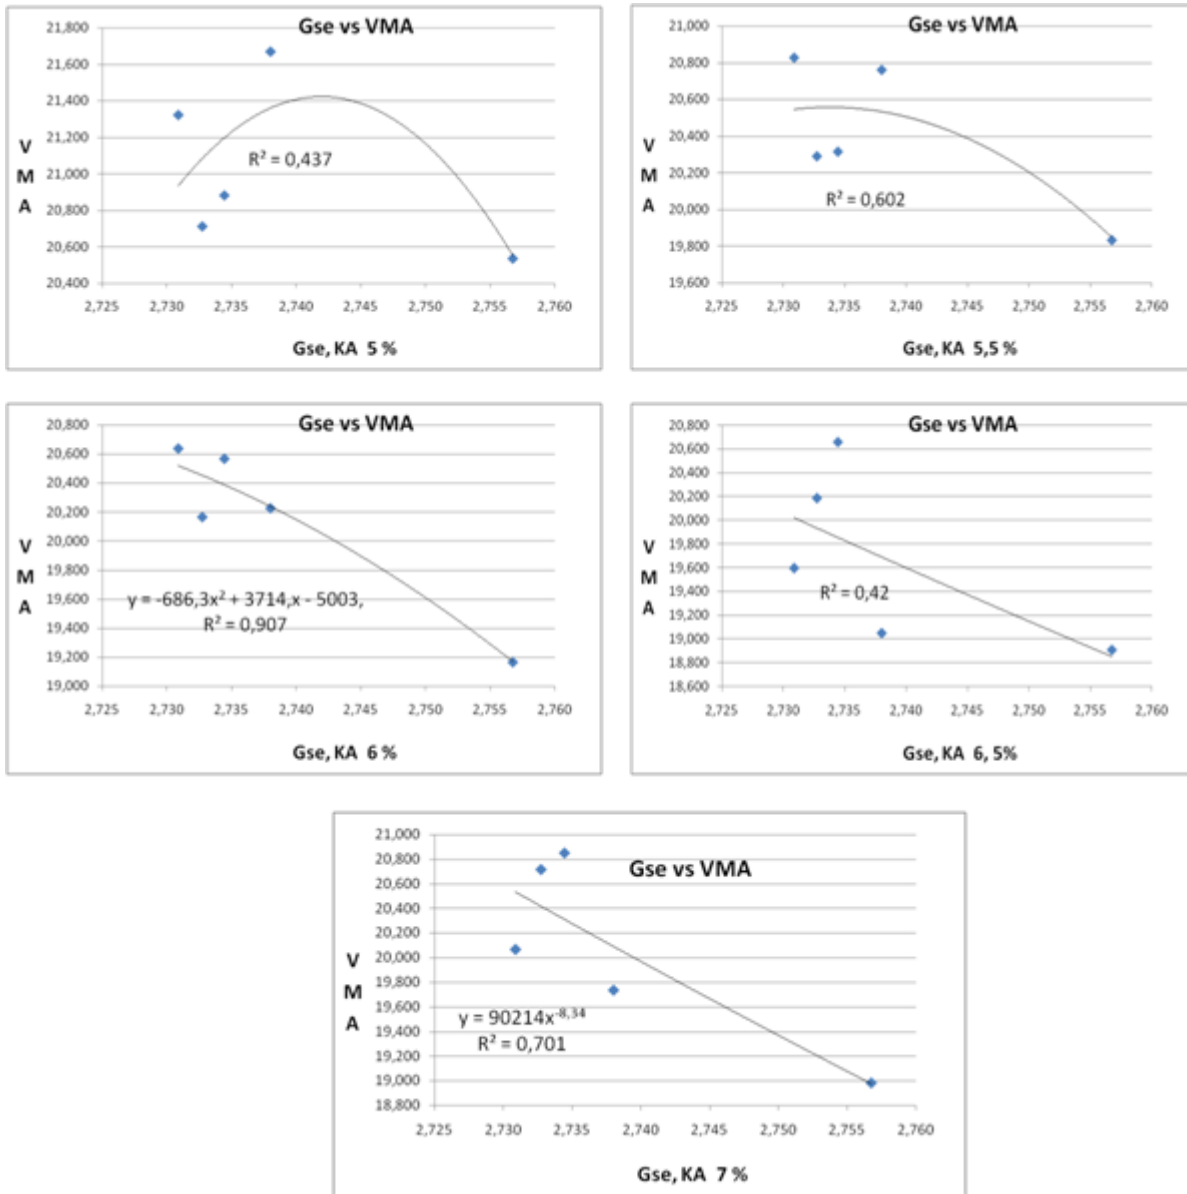 Gse vs VMA
21,800
21,600
21,400
21,200
21,000
20,800
20,600
20,400
V
M
A
R² = 0,437
2,725 2,730 2,735 2,740 2,745 2,750 2,755 2,760
Gse, KA 5 %
Gse vs VMA
21,000
20,800
20,600
20,400
20,200
20,000
19,800
19,600
V
M
A
R² = 0,602
2,725 2,730 2,735 2,740 2,745 2,750 2,755 2,760
Gse, KA 5,5 %
Gse vs VMA
20,800
20,600
20,400
20,200
20,000
19,800
19,600
19,400
19,200
19,000
V
M
A
y = -686,3x² + 3714,x - 5003,
R² = 0,907
2,725 2,730 2,735 2,740 2,745 2,750 2,755 2,760
Gse, KA 6 %
Gse vs VMA
20,800
20,600
20,400
20,200
20,000
19,800
19,600
19,400
19,200
19,000
18,800
18,600
V
M
A
R² = 0,42
2,725 2,730 2,735 2,740 2,745 2,750 2,755 2,760
Gse, KA 6, 5%
Gse vs VMA
21,000
20,800
20,600
20,400
20,200
20,000
19,800
19,600
19,400
19,200
19,000
18,800
V
M
A
y = 90214x^-8,34
R² = 0,701
2,725 2,730 2,735 2,740 2,745 2,750 2,755 2,760
Gse, KA 7 %